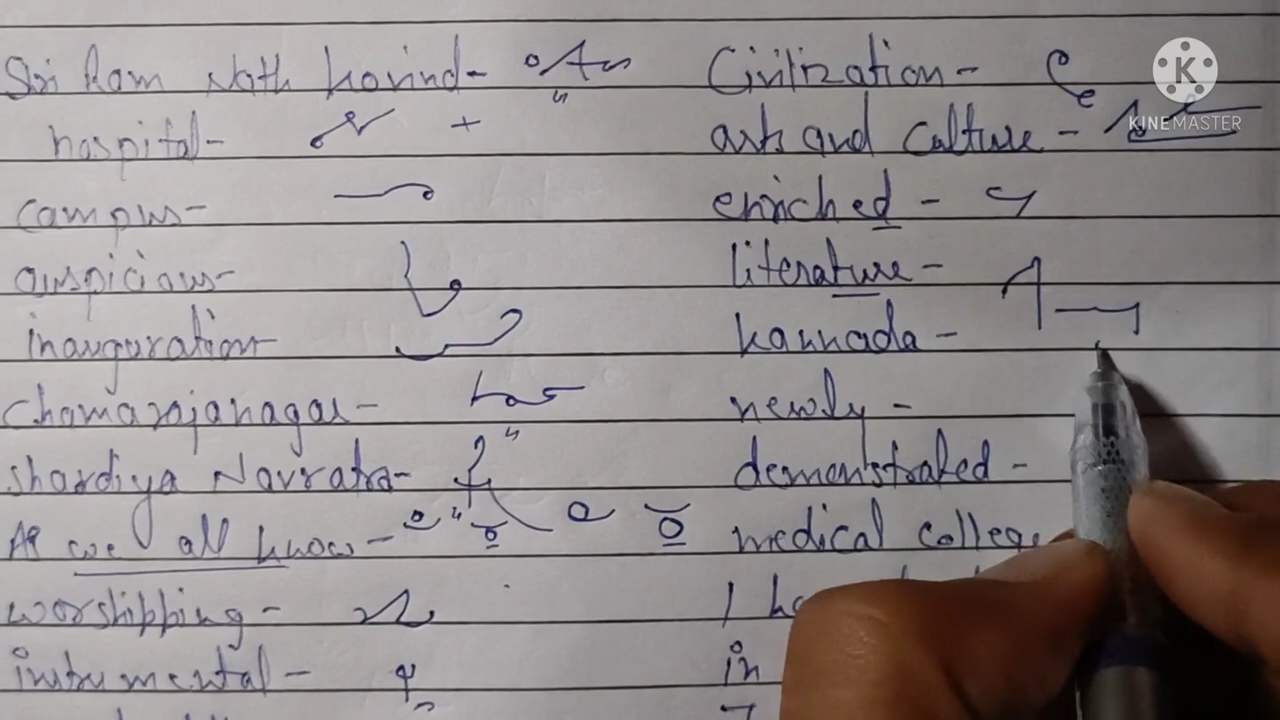 Sri Ram Nath Kovind-
hospital-
campus-
auspicious-
inauguration-
Chamarajanagar-
Shardiya Navratra-
As we all know-
worshipping-
instrumental-
Civilization-
arts and culture-
enriched-
literature-
kannada-
newly-
demonstrated-
medical college
I
in
KINEMASTER